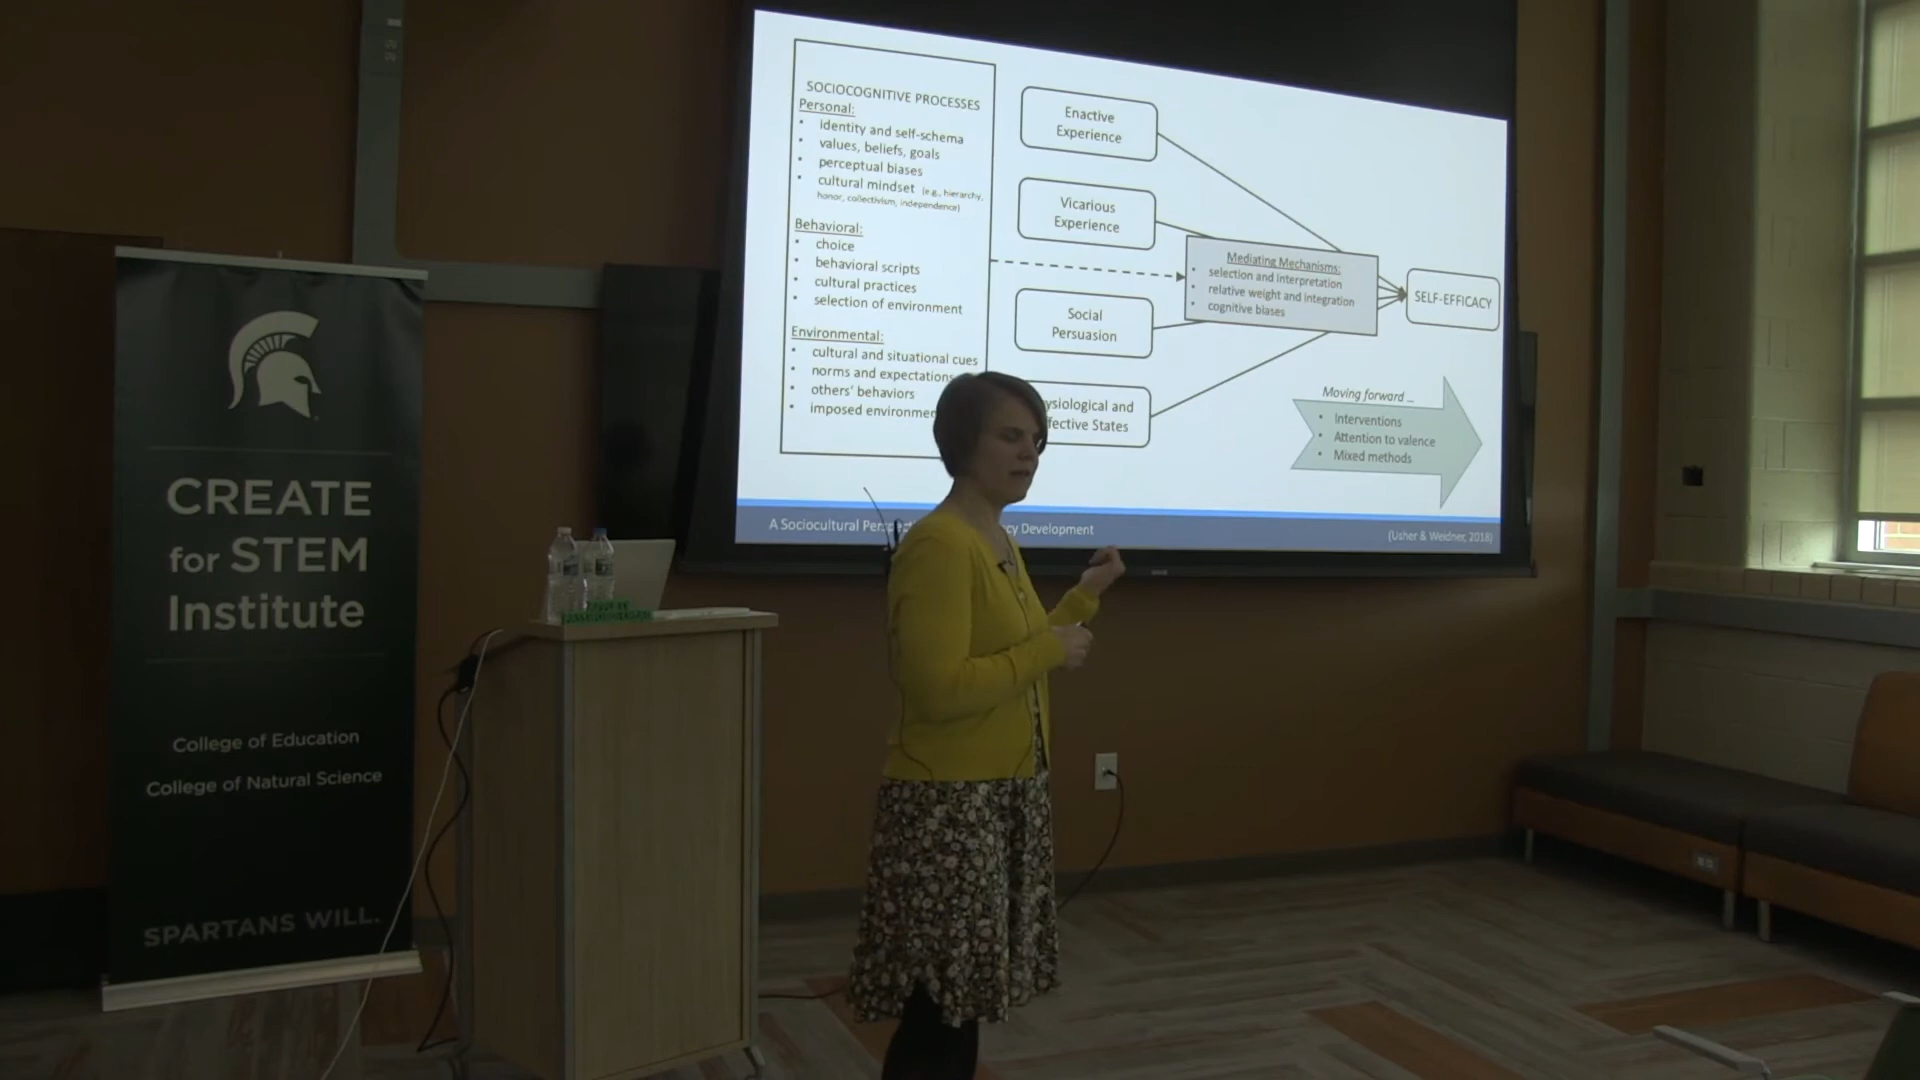 SOCIOCOGNITIVE PROCESSES
Personal:
• identity and self-schema
• values, beliefs, goals
• perceptual biases
• cultural mindset (e.g., hierarchy,
honor, collectivism, independence)
Behavioral:
• choice
• behavioral scripts
• cultural practices
• selection of environment
Environmental:
• cultural and situational cues
• norms and expectations
• others' behaviors
• imposed environmen
Enactive
Experience
Vicarious
Experience
Social
Persuasion
ysiological and
fective States
Mediating Mechanisms:
• selection and interpretation
• relative weight and integration
• cognitive biases
SELF-EFFICACY
Moving forward ...
• Interventions
• Attention to valence
• Mixed methods
A Sociocultural Perspect cy Development
(Usher & Weidner, 2018)
CREATE
for STEM
Institute
College of Education
College of Natural Science
SPARTANS WILL.